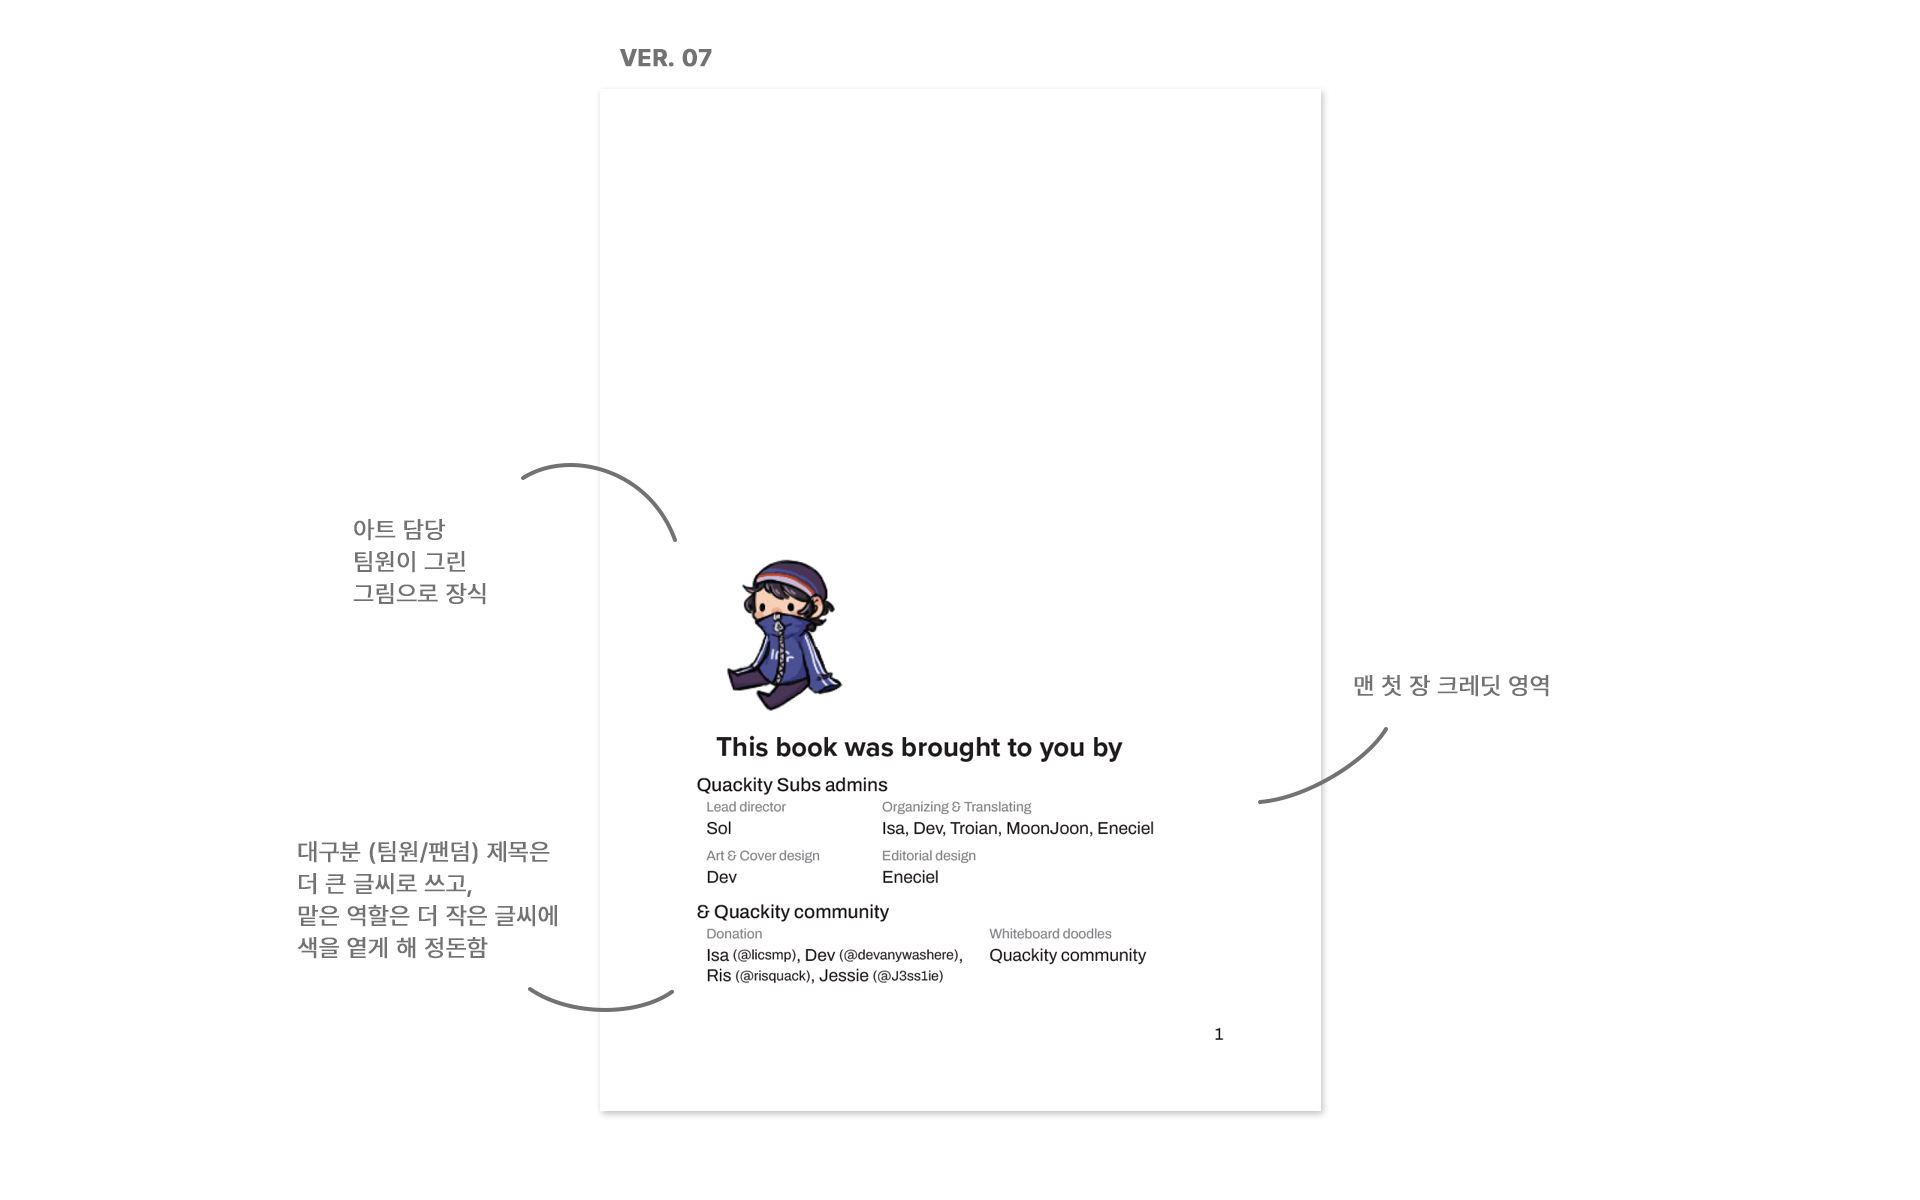 VER. 07
아트 담당
팀원이 그린
그림으로 장식
맨 첫 장 크레딧 영역
This book was brought to you by
Quackity Subs admins
Lead director
Organizing & Translating
Sol
Isa, Dev, Troian, MoonJoon, Eneciel
Art & Cover design
Editorial design
Dev
Eneciel
& Quackity community
Donation
Whiteboard doodles
Isa (@licsmp), Dev (@devanywashere),
Quackity community
Ris (@risquack), Jessie (@J3ss1ie)
대구분 (팀원/팬덤) 제목은
더 큰 글씨로 쓰고,
맡은 역할은 더 작은 글씨에
색을 옅게 해 정돈함
1